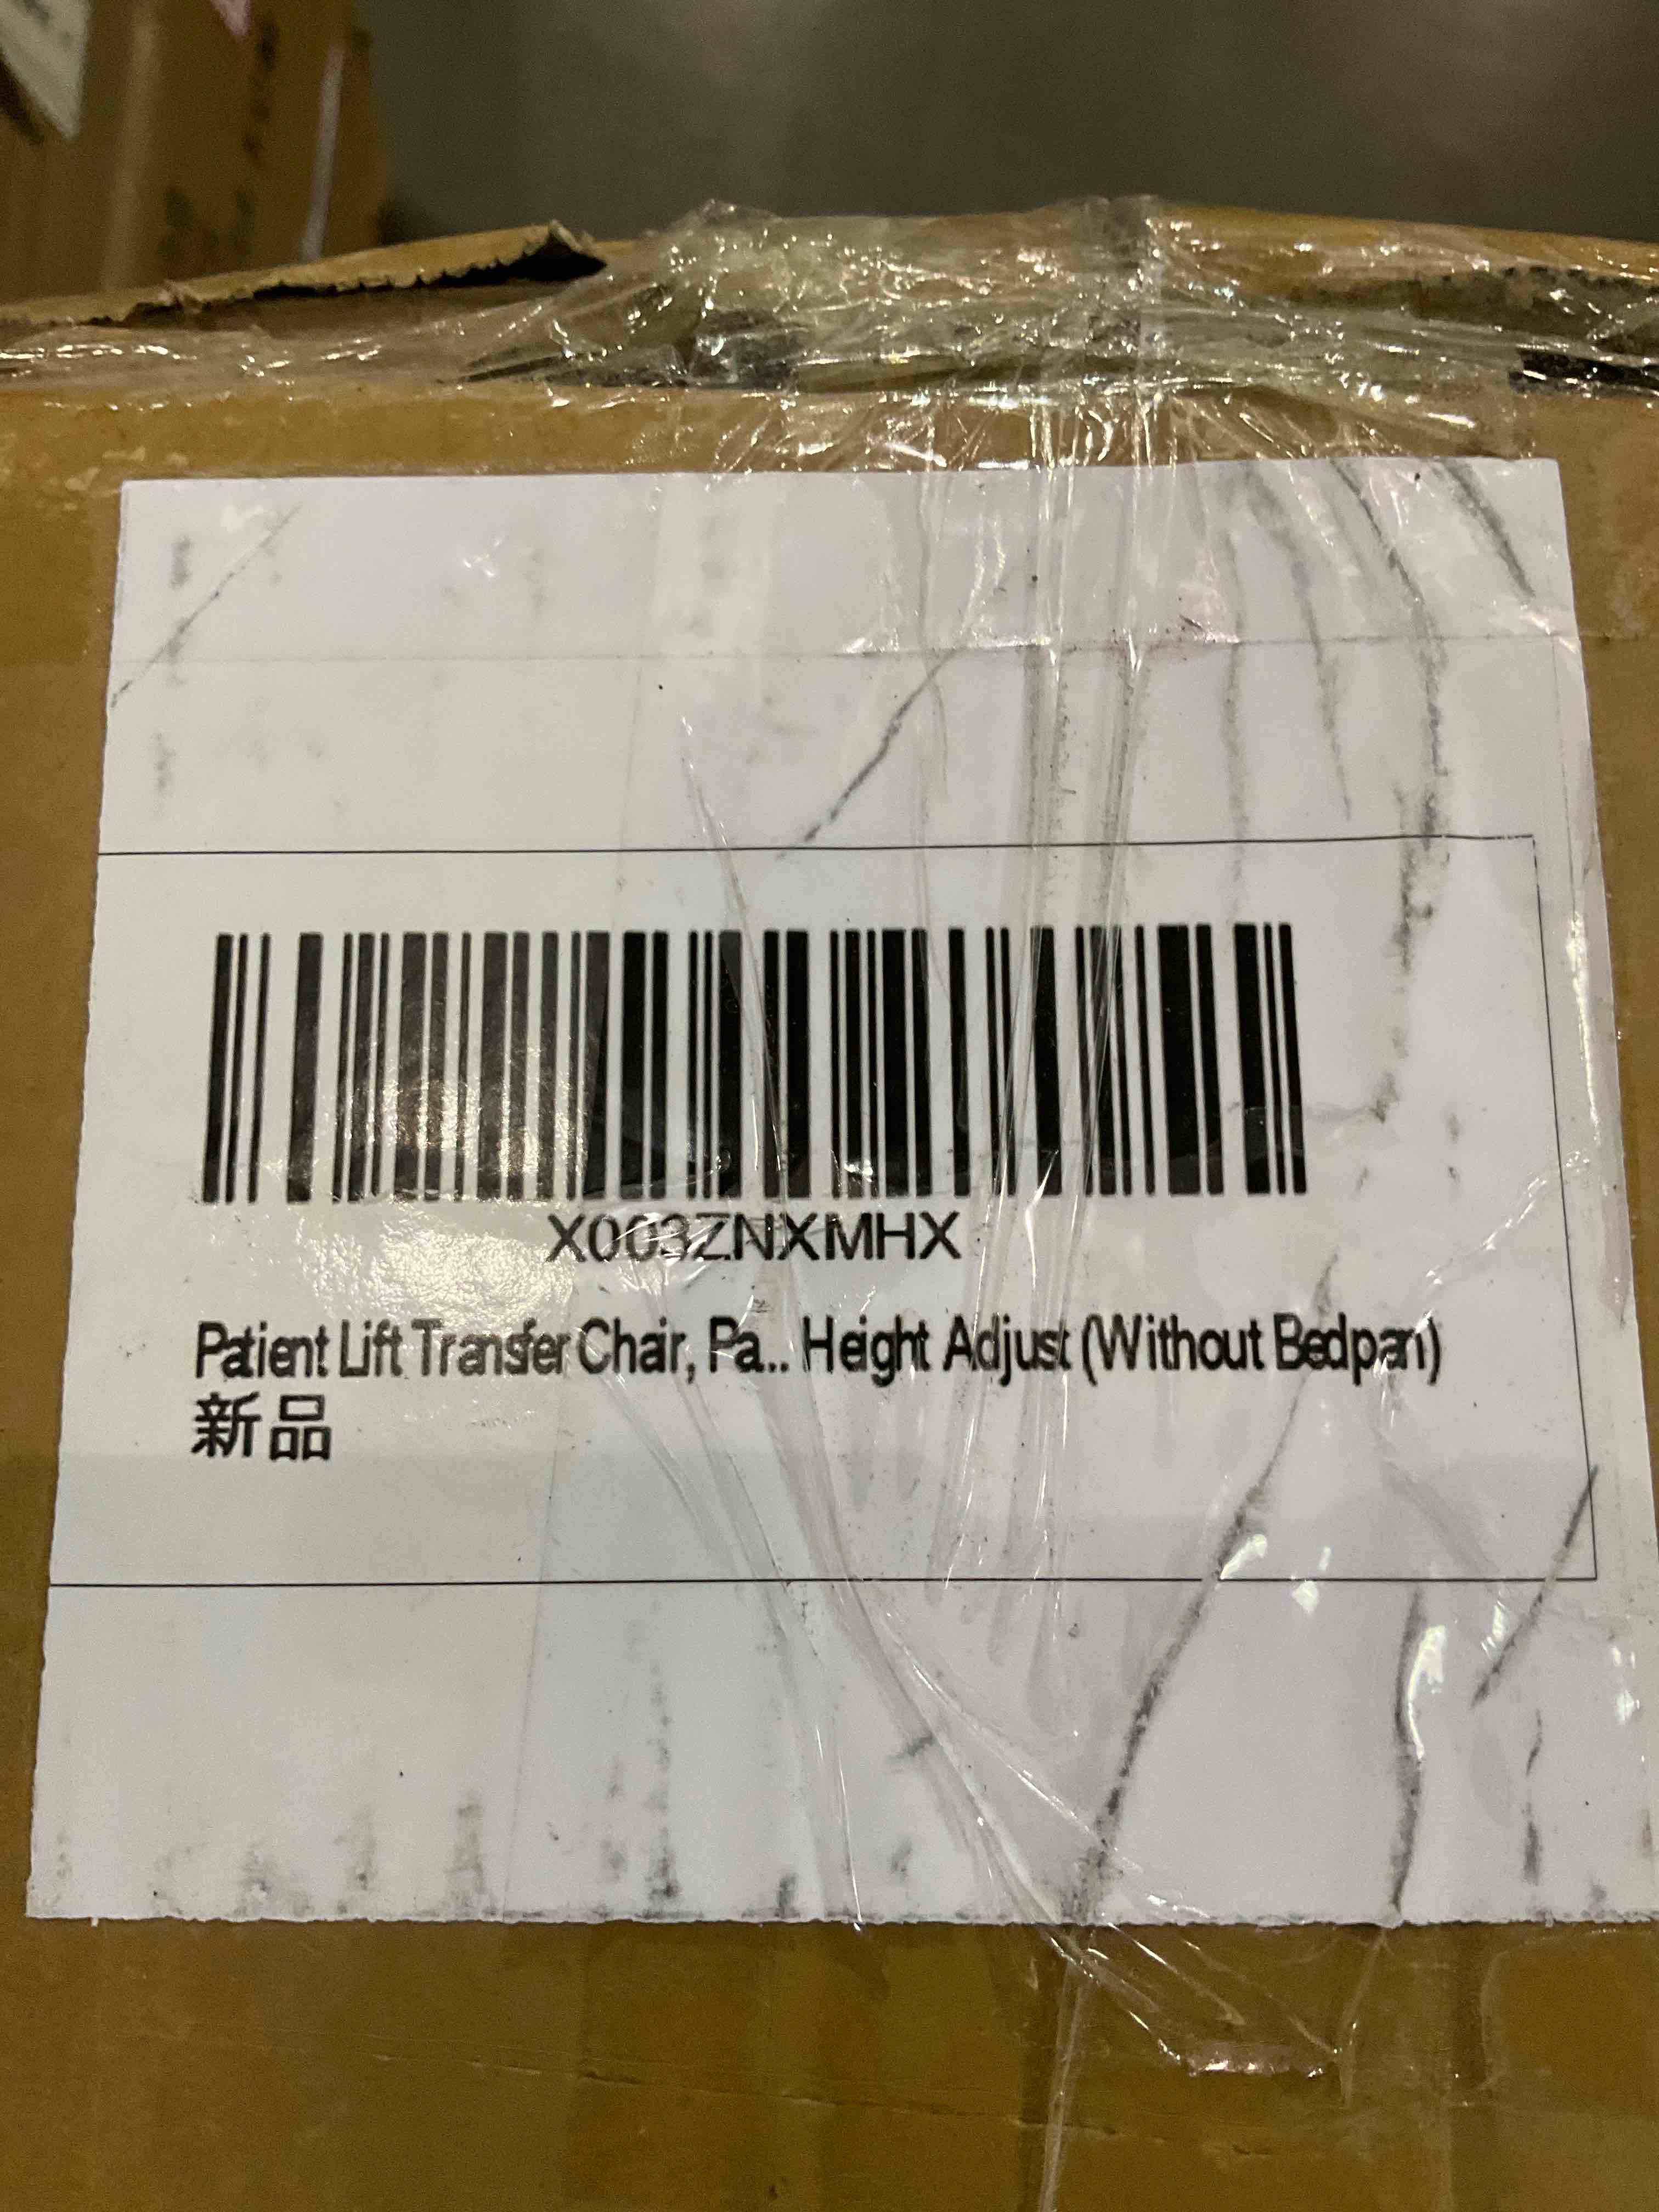 X003ZNXMHX
Patient Lift Transfer Chair, Pa... Height Adjust (Without Bedpan)
新品